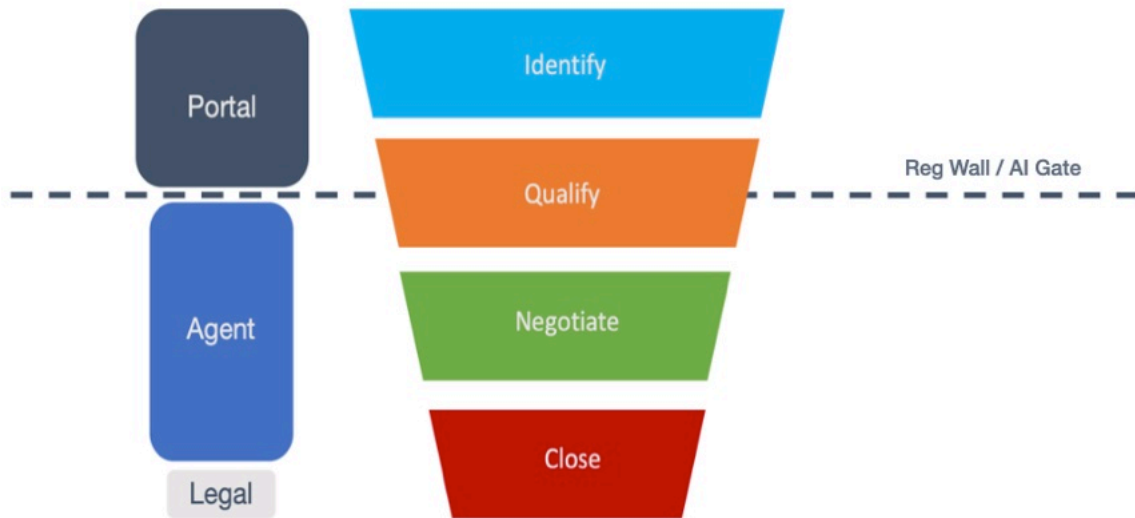 Identify
Portal
Reg Wall / AI Gate
Qualify
Negotiate
Agent
Close
Legal